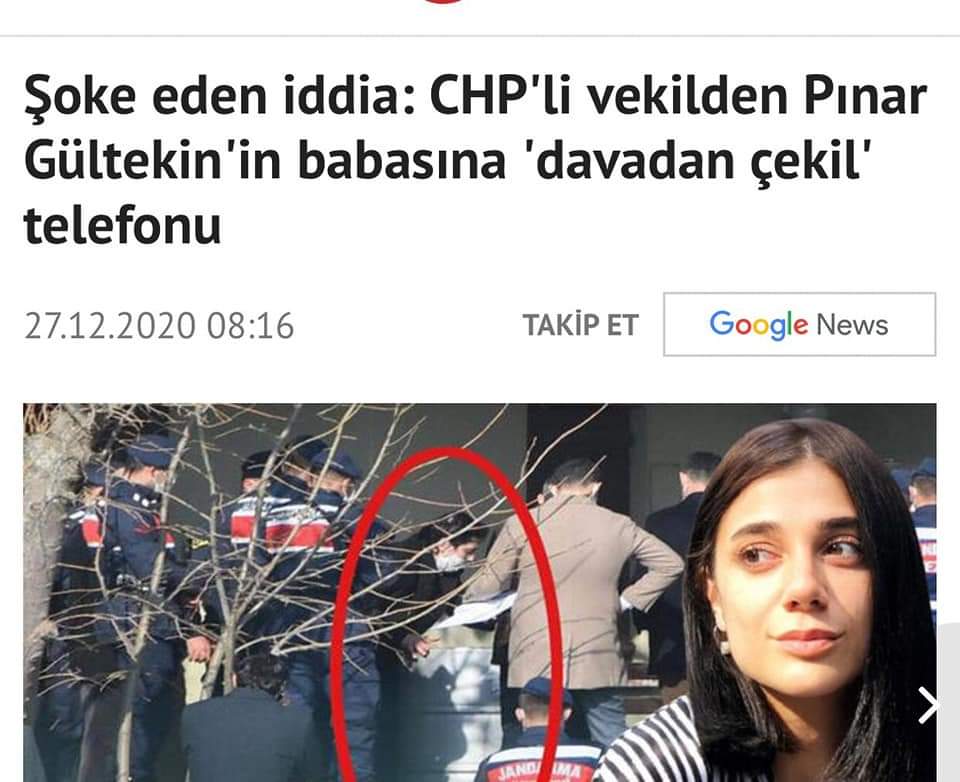 Şoke eden iddia: CHP'li vekilden Pınar
Gültekin'in babasına 'davadan çekil'
telefonu
27.12.2020 08:16
TAKİP ET
Google News
JANDARMA